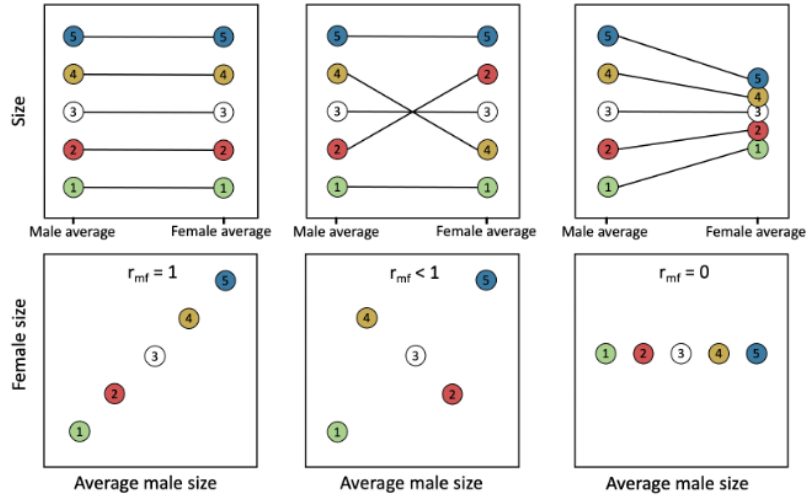 Size
5 5
4 4
3 3
2 2
1 1
Male average Female average
5 5
4 2
3 3
2 4
1 1
Male average Female average
5 5
4 4
3 3
2 2
1 1
Male average Female average
Female size
r_mf = 1
5
4
3
2
1
Average male size
r_mf < 1
5
4
3
2
1
Average male size
r_mf = 0
1 2 3 4 5
Average male size